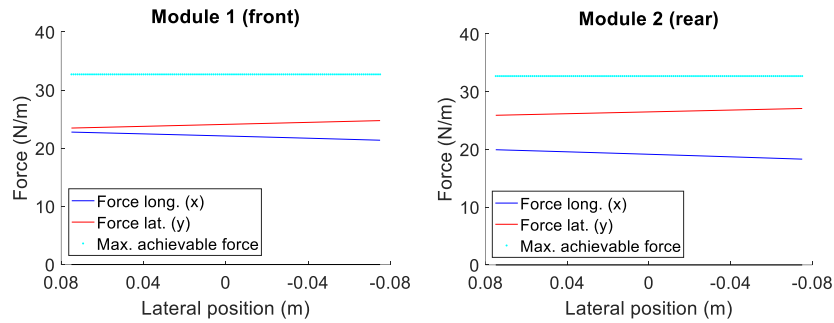 Module 1 (front)
40
30
20
10
0
Force (N/m)
Force long. (x)
Force lat. (y)
Max. achievable force
0.08
0.04
0
-0.04
-0.08
Lateral position (m)
Module 2 (rear)
40
30
20
10
0
Force (N/m)
Force long. (x)
Force lat. (y)
Max. achievable force
0.08
0.04
0
-0.04
-0.08
Lateral position (m)